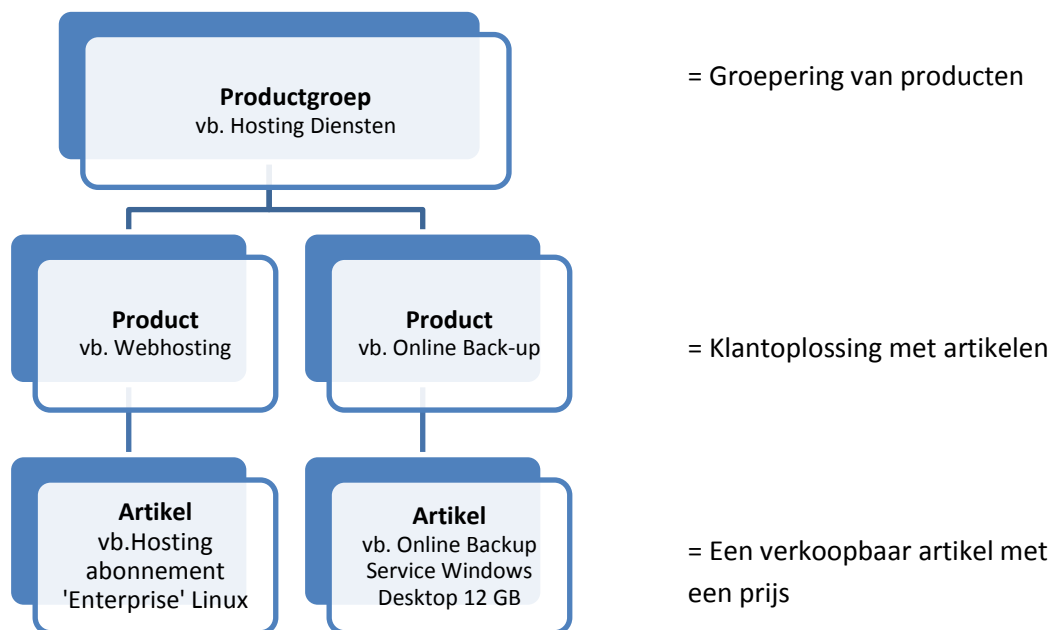 Productgroep
vb. Hosting Diensten
= Groepering van producten
Product
vb. Webhosting
Product
vb. Online Back-up
= Klantoplossing met artikelen
Artikel
vb.Hosting
abonnement
'Enterprise' Linux
Artikel
vb. Online Backup
Service Windows
Desktop 12 GB
= Een verkoopbaar artikel met
een prijs